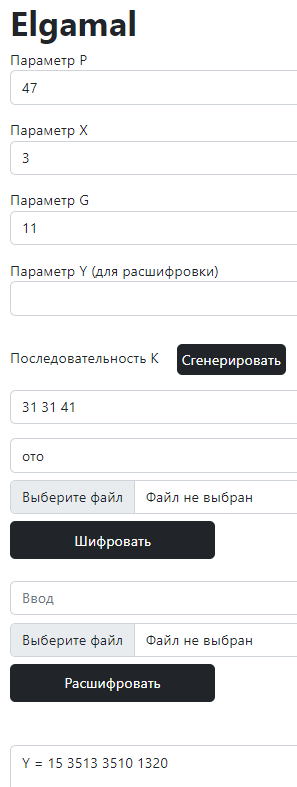 Elgamal
Параметр P
47
Параметр X
3
Параметр G
11
Параметр Y (для расшифровки)
Последовательность K Сгенерировать
31 31 41
ото
Выберите файл Файл не выбран
Шифровать
Ввод
Выберите файл Файл не выбран
Расшифровать
Y = 15 3513 3510 1320